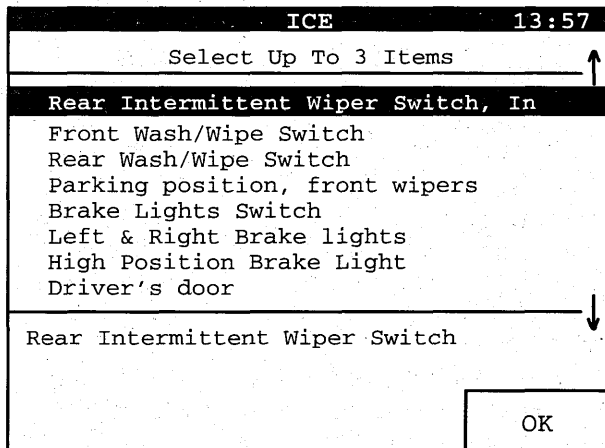 ICE 13:57
Select Up To 3 Items
Rear Intermittent Wiper Switch, In
Front Wash/Wipe Switch
Rear Wash/Wipe Switch
Parking position, front wipers
Brake Lights Switch
Left & Right Brake lights
High Position Brake Light
Driver's door
Rear Intermittent Wiper Switch
OK